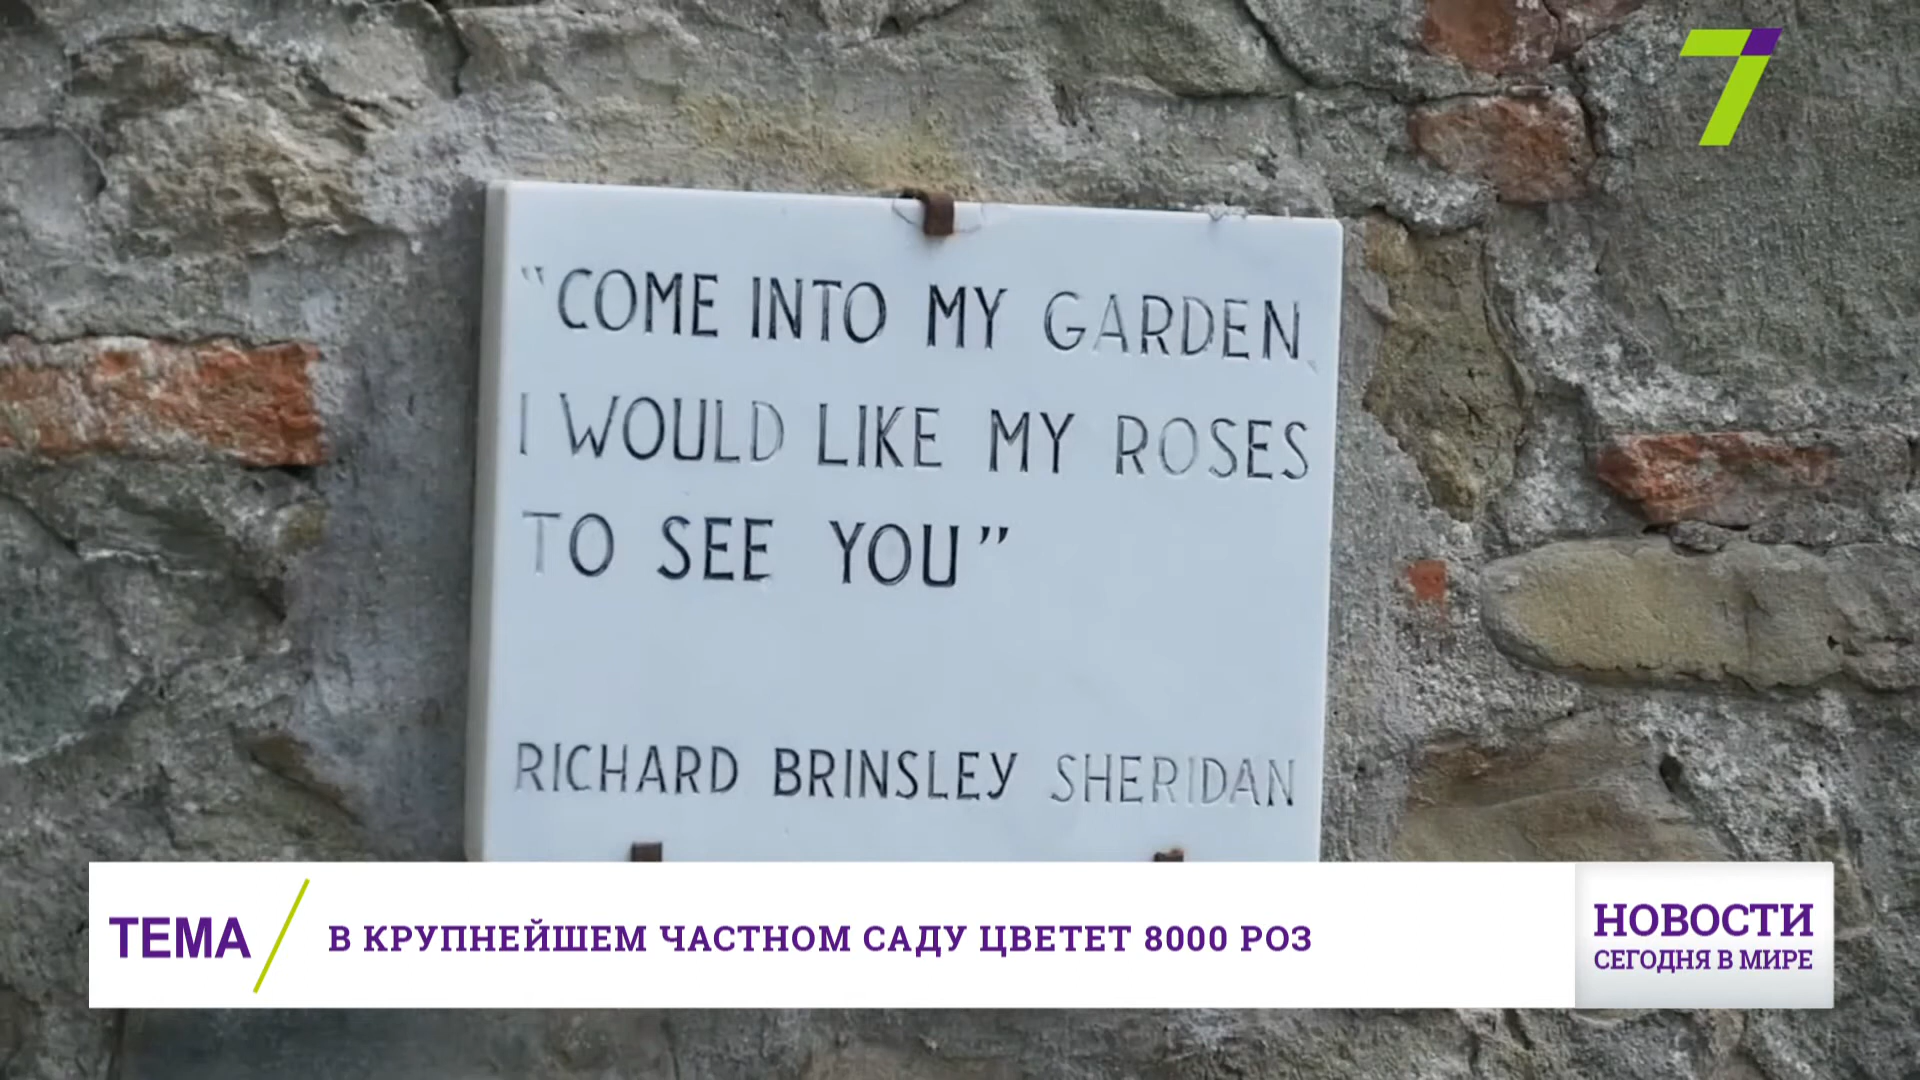 7
“COME INTO MY GARDEN,
I WOULD LIKE MY ROSES
TO SEE YOU”
RICHARD BRINSLEY SHERIDAN
ТЕМА
В КРУПНЕЙШЕМ ЧАСТНОМ САДУ ЦВЕТЕТ 8000 РОЗ
НОВОСТИ
СЕГОДНЯ В МИРЕ